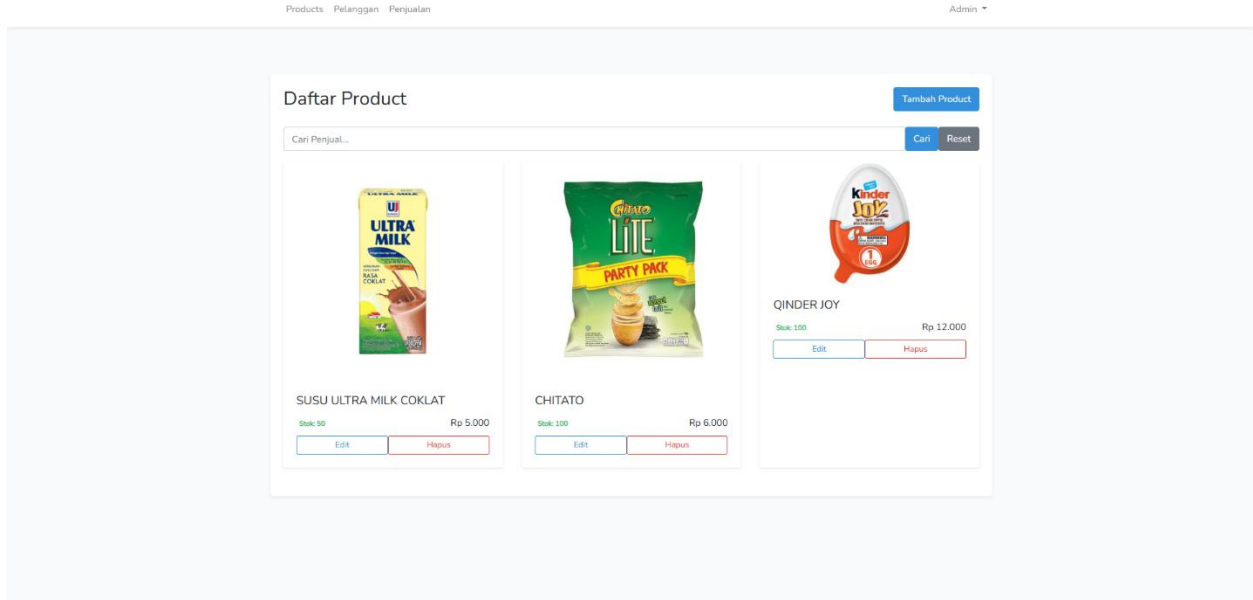 Products Pelanggan Penjualan Admin
Daftar Product Tambah Product
Cari Penjual... Cari Reset
ULTRA MILK
ULTRA
MILK
RASA
COKLAT
CHITATO
LITE
PARTY PACK
Kinder
JOY
1
EGG
SUSU ULTRA MILK COKLAT
Stok: 50 Rp 5.000
Edit Hapus
CHITATO
Stok: 100 Rp 6.000
Edit Hapus
QINDER JOY
Stok: 100 Rp 12.000
Edit Hapus